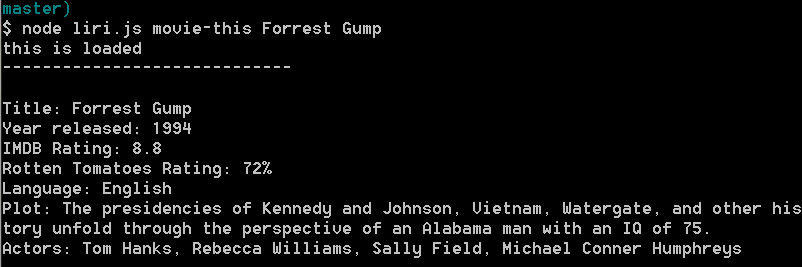 master)
$ node liri.js movie-this Forrest Gump
this is loaded
-----------------------------
Title: Forrest Gump
Year released: 1994
IMDB Rating: 8.8
Rotten Tomatoes Rating: 72%
Language: English
Plot: The presidencies of Kennedy and Johnson, Vietnam, Watergate, and other his
tory unfold through the perspective of an Alabama man with an IQ of 75.
Actors: Tom Hanks, Rebecca Williams, Sally Field, Michael Conner Humphreys